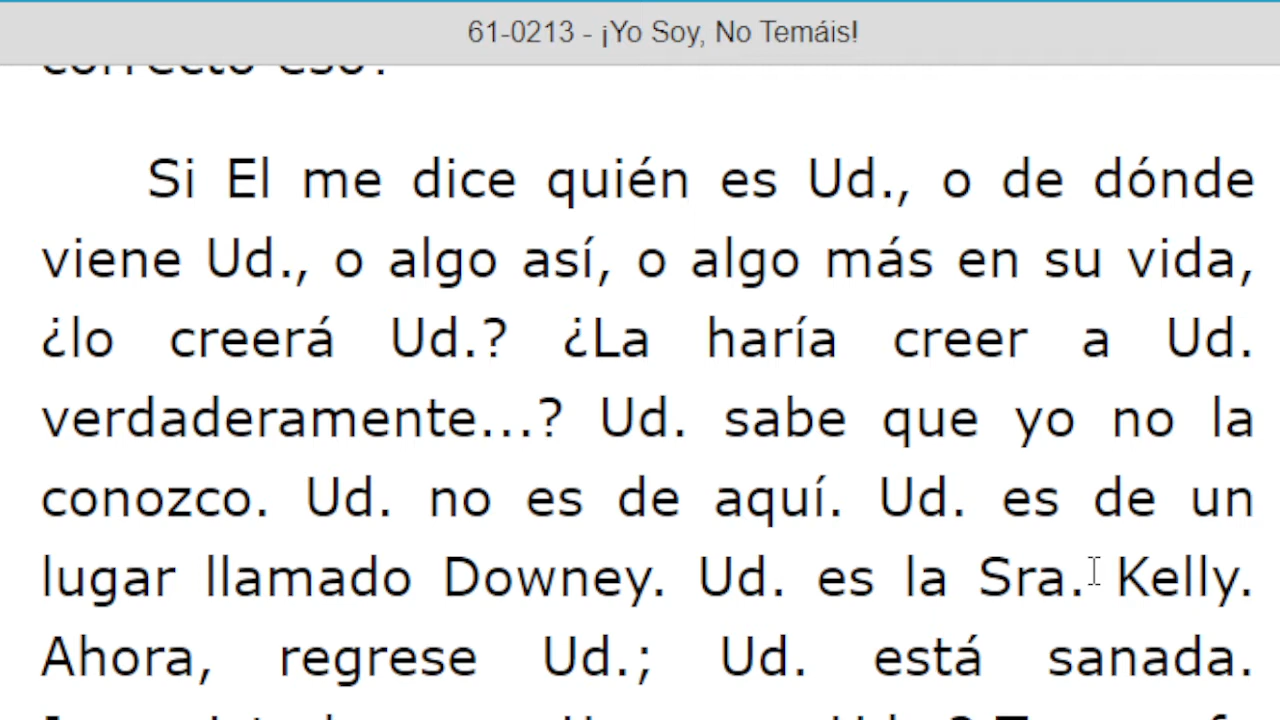 61-0213 - ¡Yo Soy, No Temáis!
correcto eso?
Si El me dice quién es Ud., o de dónde
viene Ud., o algo así, o algo más en su vida,
¿lo creerá Ud.? ¿La haría creer a Ud.
verdaderamente...? Ud. sabe que yo no la
conozco. Ud. no es de aquí. Ud. es de un
lugar llamado Downey. Ud. es la Sra. Kelly.
Ahora, regrese Ud.; Ud. está sanada.